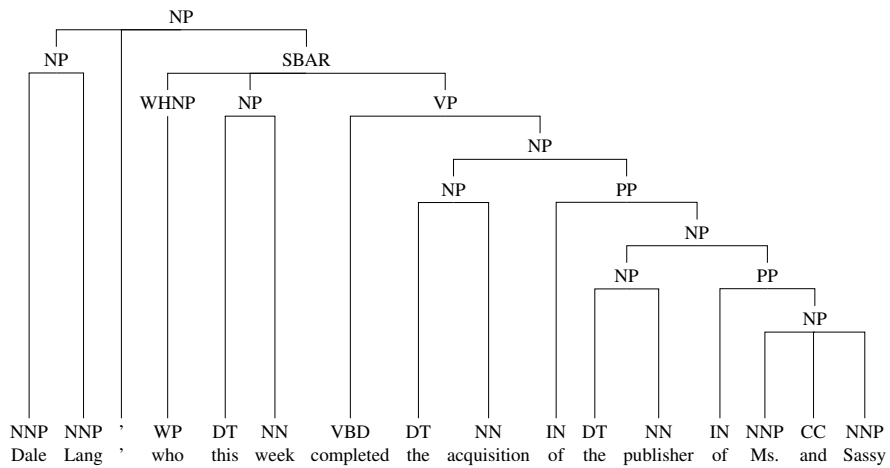 NP
NP SBAR
WHNP NP VP
NP
NP PP
NP
NP PP
NP
NNP NNP , WP DT NN VBD DT NN IN DT NN IN NNP CC NNP
Dale Lang , who this week completed the acquisition of the publisher of Ms. and Sassy